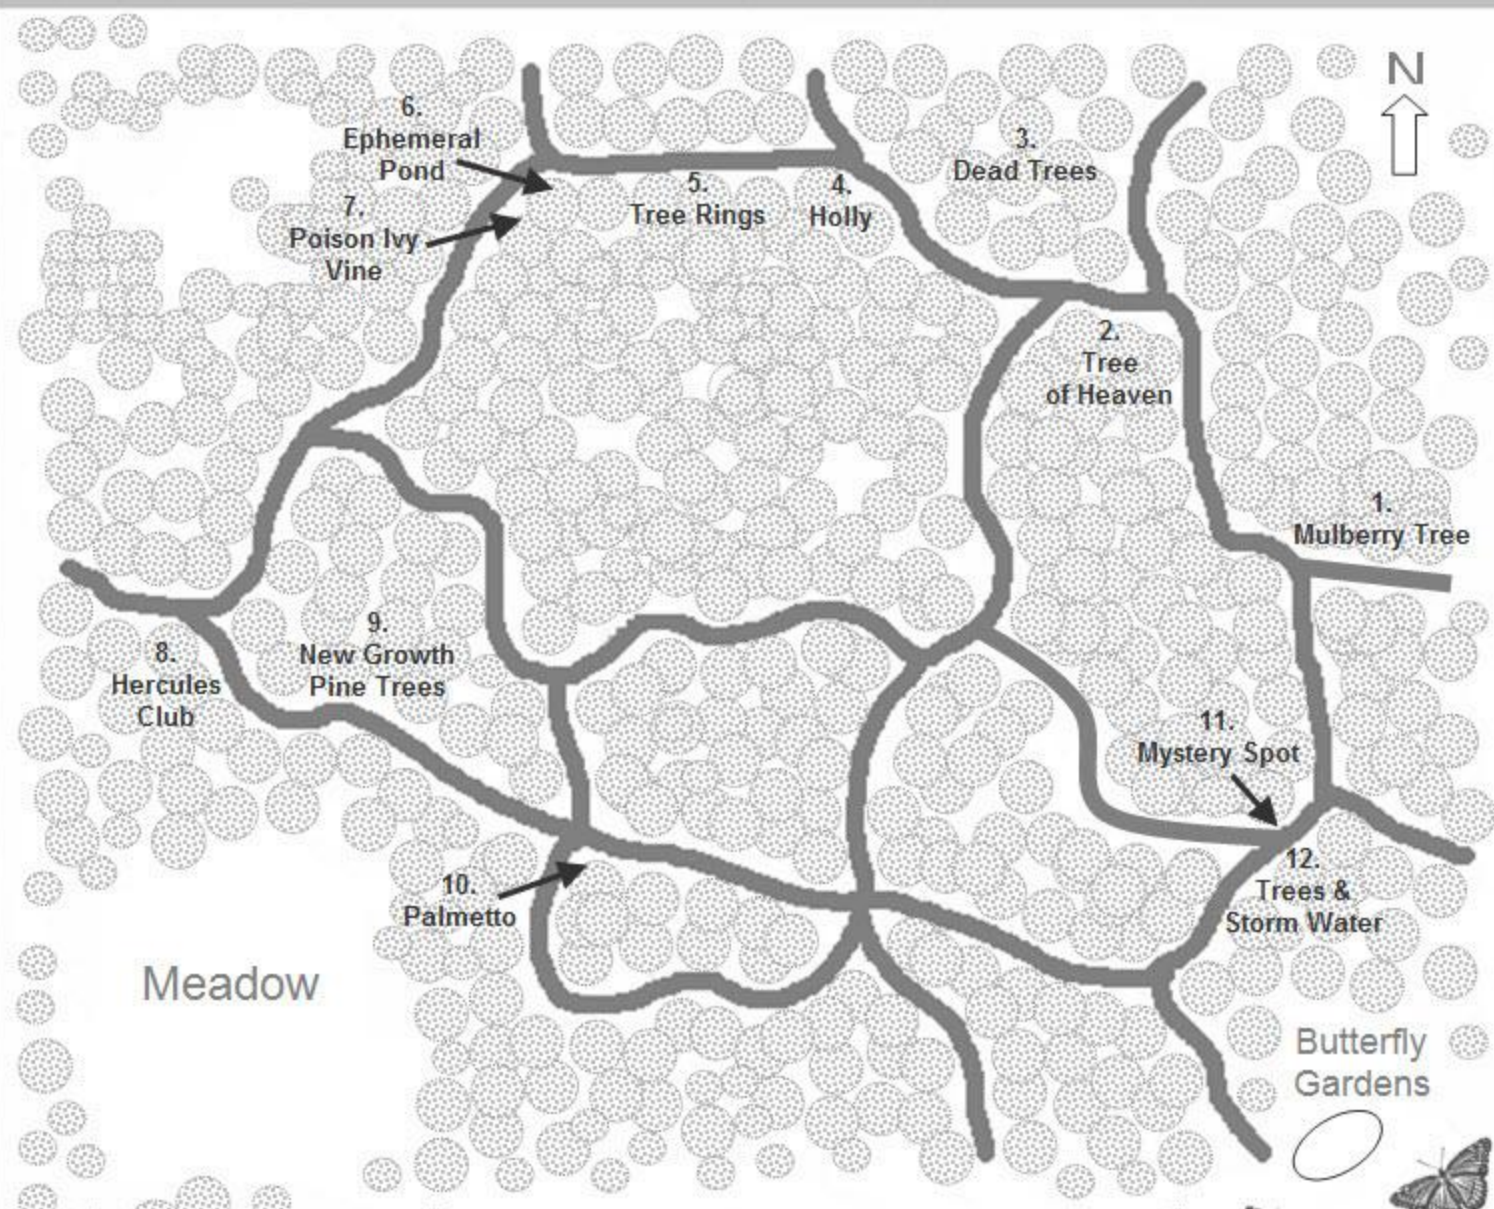 N
6.
Ephemeral
Pond
7.
Poison Ivy
Vine
5.
Tree Rings
4.
Holly
3.
Dead Trees
2.
Tree
of Heaven
1.
Mulberry Tree
8.
Hercules
Club
9.
New Growth
Pine Trees
11.
Mystery Spot
10.
Palmetto
12.
Trees &
Storm Water
Meadow
Butterfly
Gardens